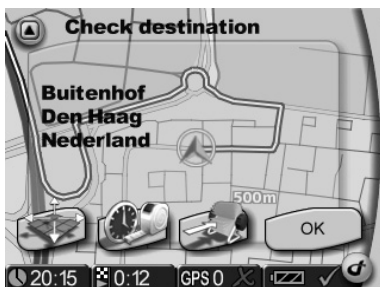 Check destination
Buitenhof
Den Haag
Nederland
500m
OK
20:15 0:12 GPS 0